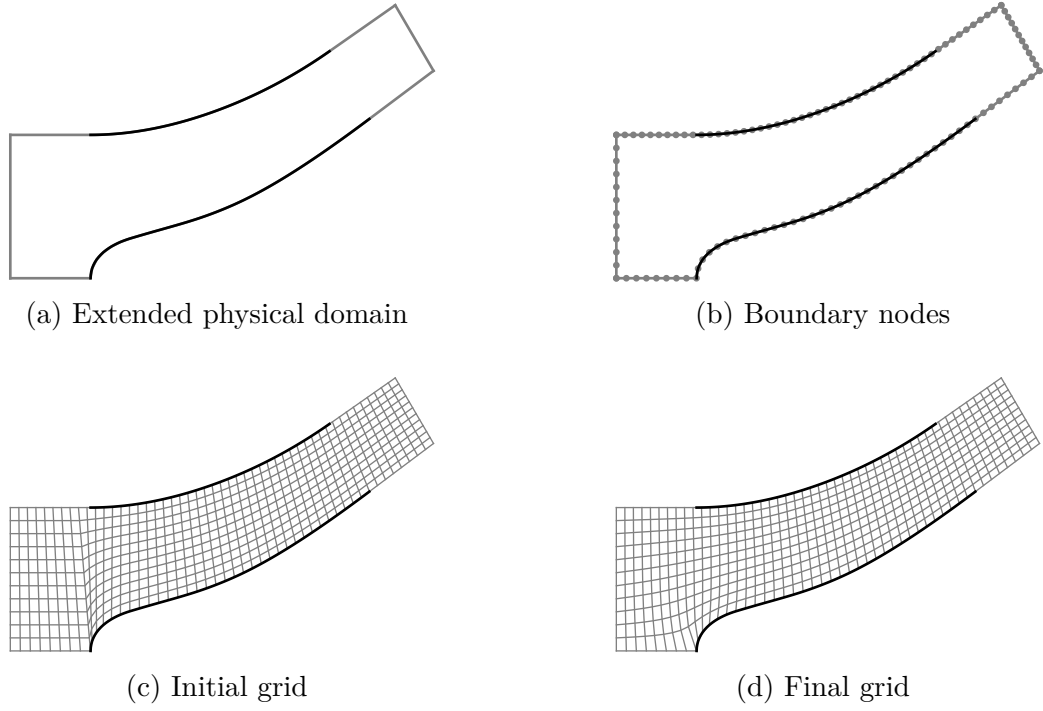 (a) Extended physical domain
(b) Boundary nodes
(c) Initial grid
(d) Final grid